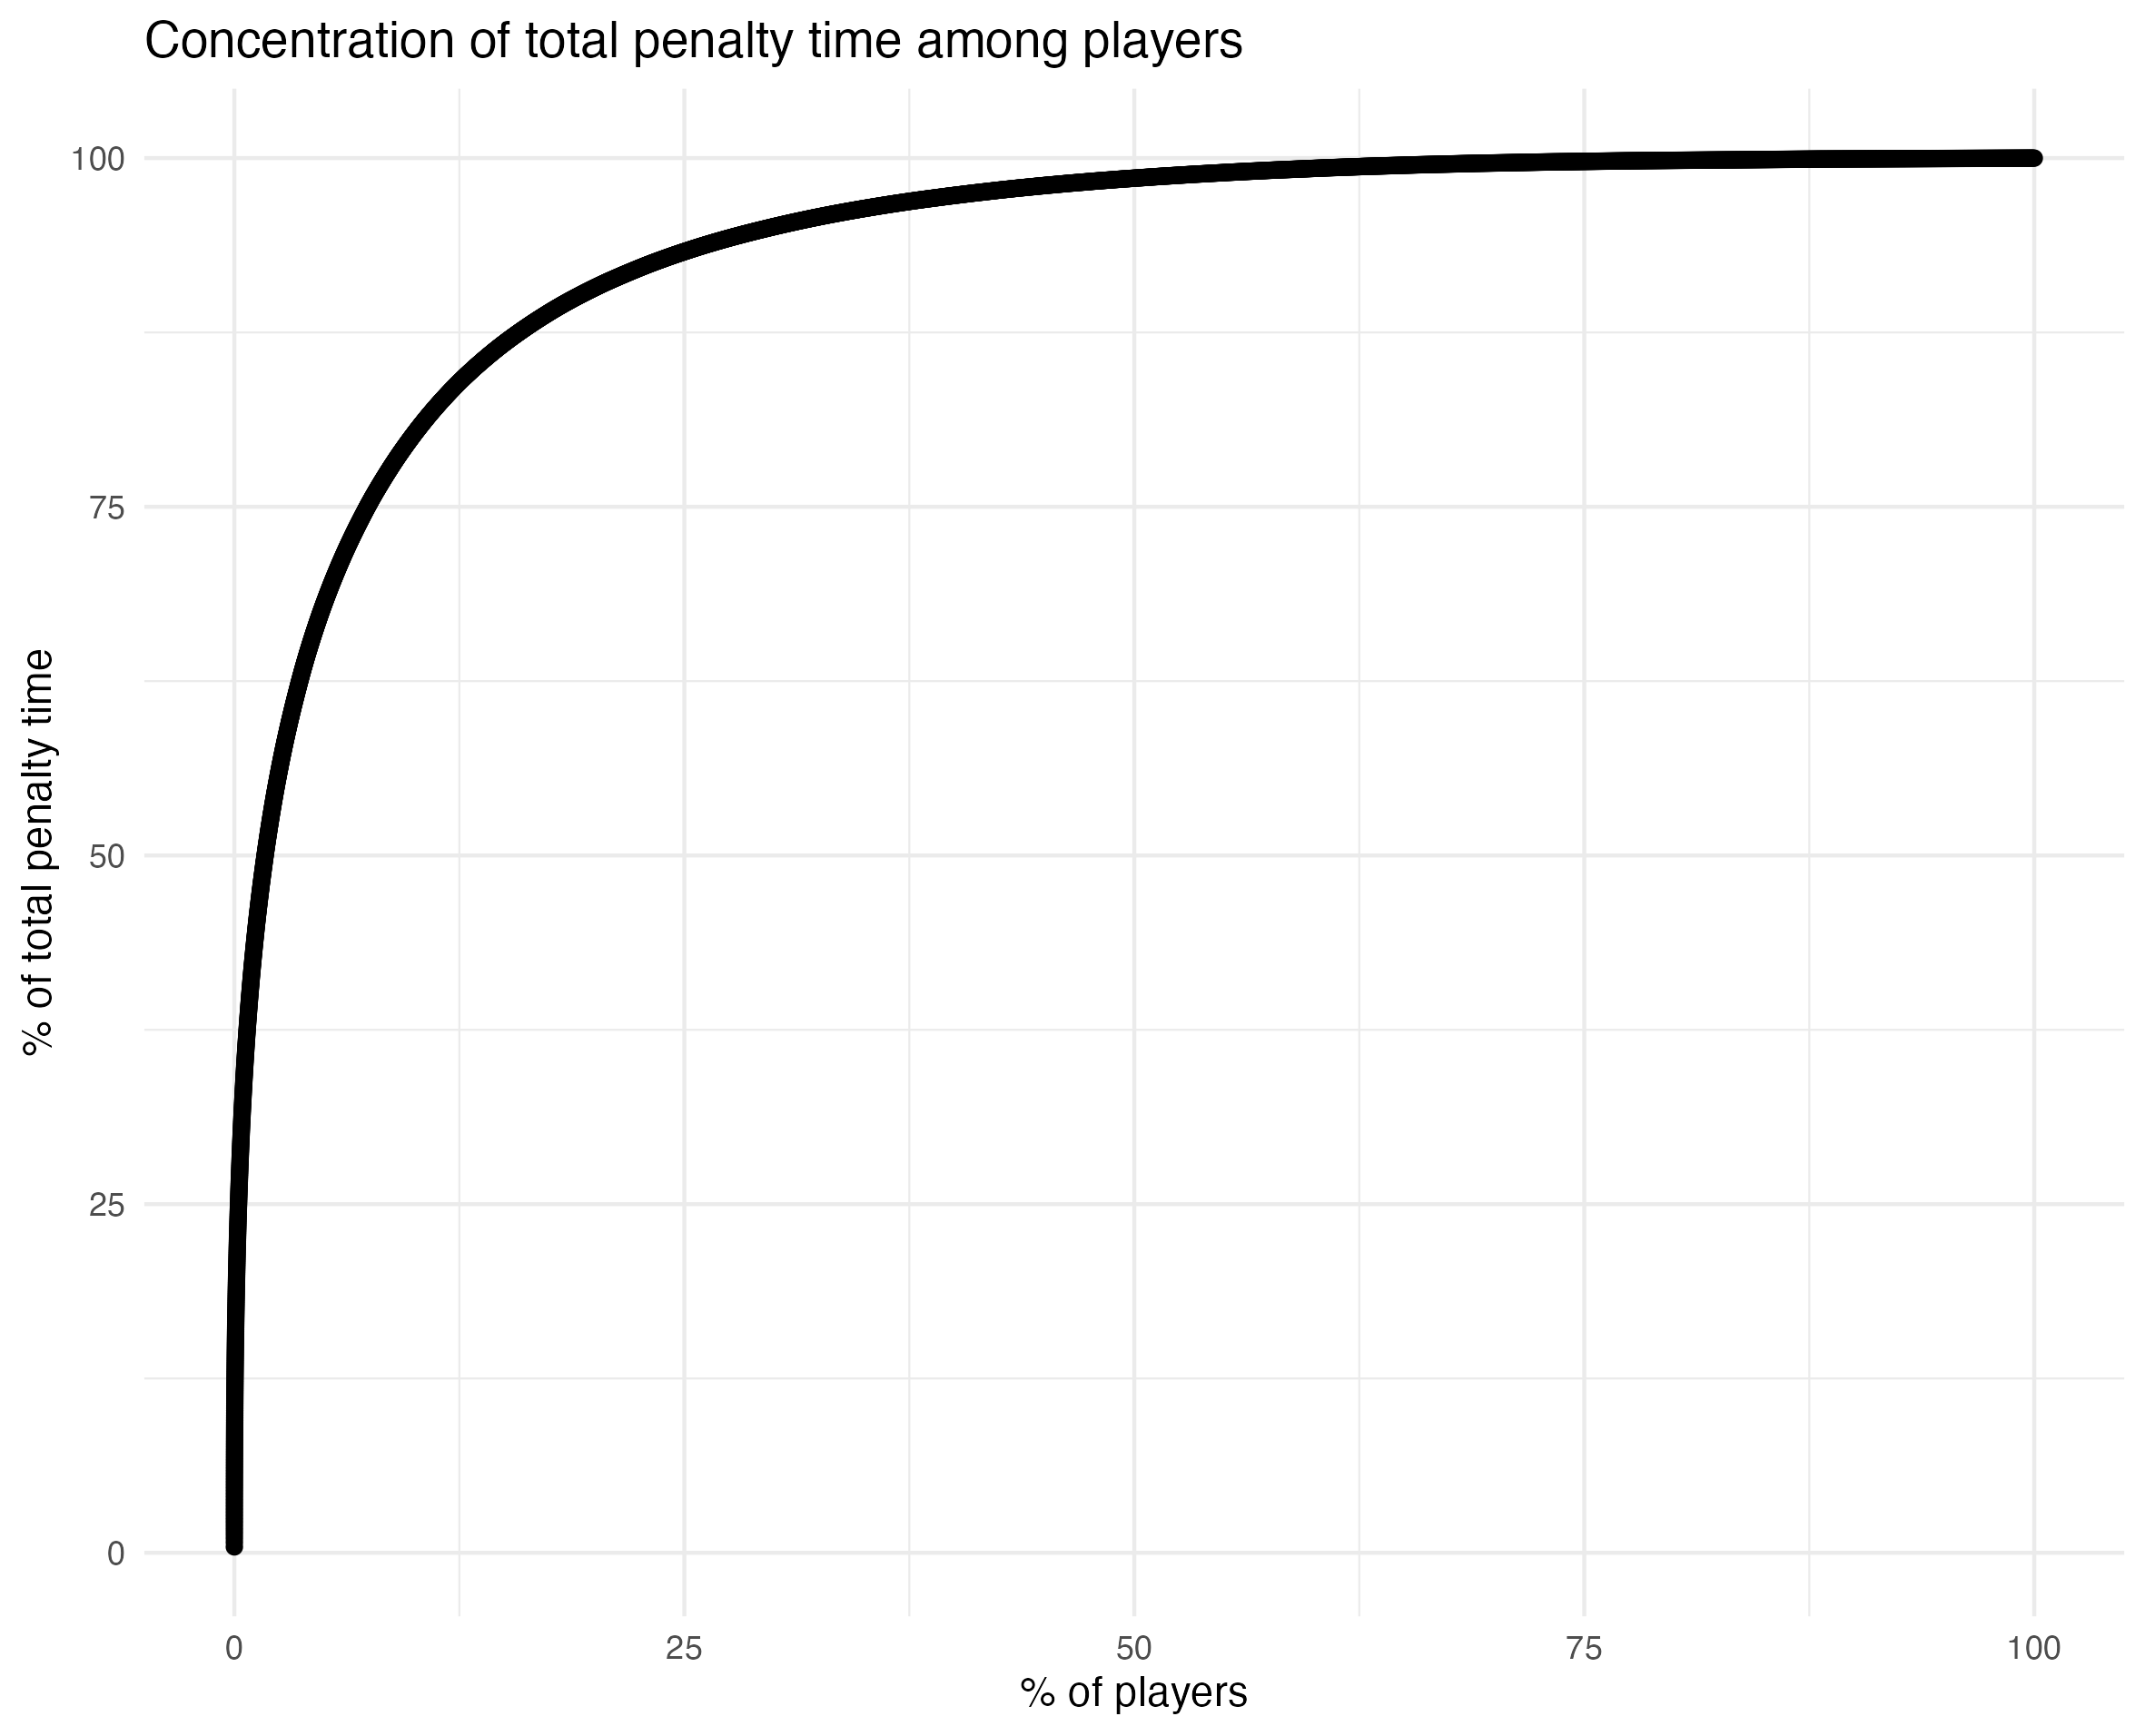 Concentration of total penalty time among players
% of total penalty time
100
75
50
25
0
0 25 50 75 100
% of players